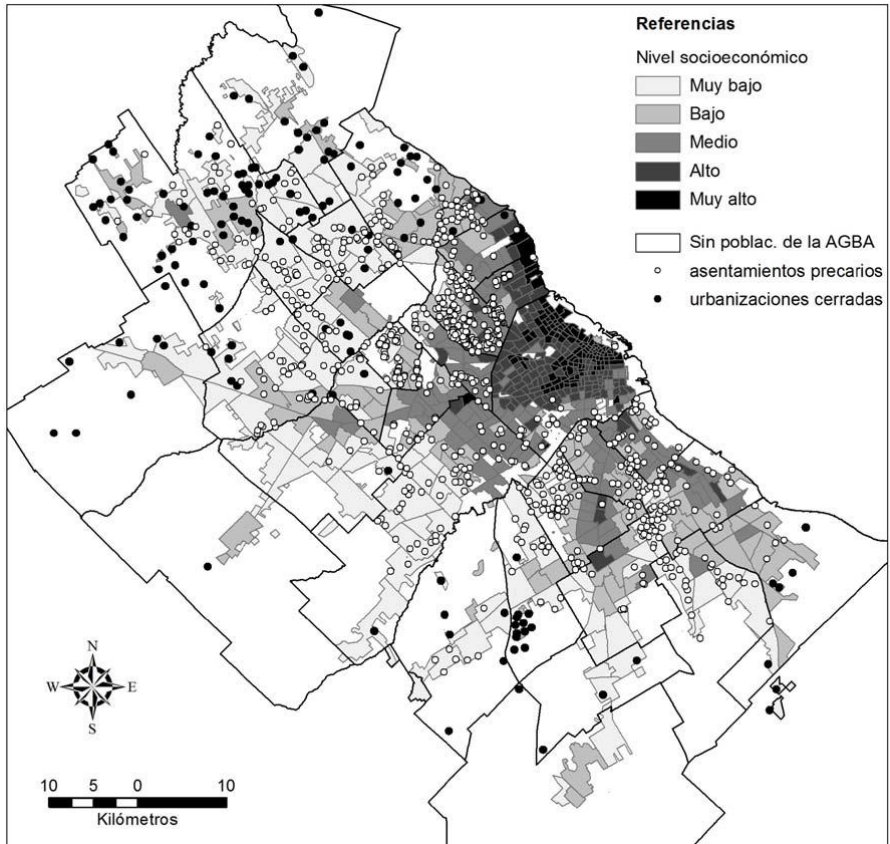 Referencias
Nivel socioeconómico
Muy bajo
Bajo
Medio
Alto
Muy alto
Sin poblac. de la AGBA
asentamientos precarios
urbanizaciones cerradas
N
W E
S
10 5 0 10
Kilómetros